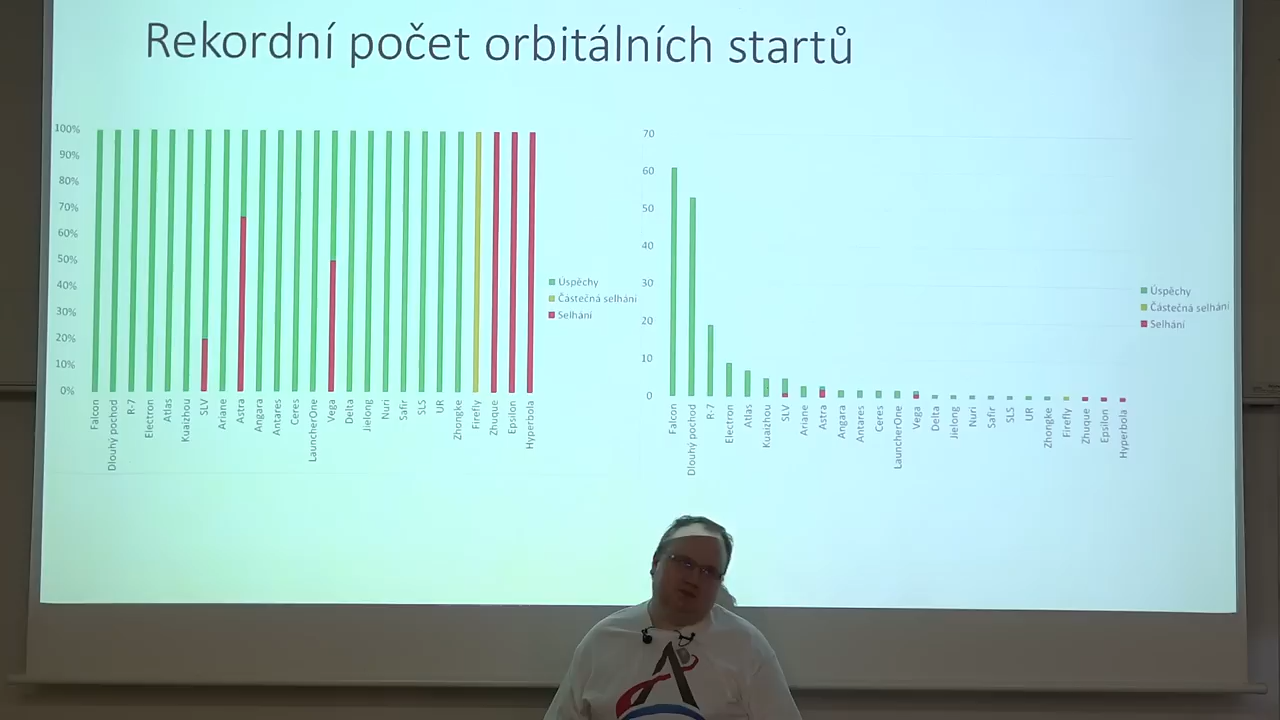 Rekordní počet orbitálních startů
100%
90%
80%
70%
60%
50%
40%
30%
20%
10%
0%
Falcon
Dlouhý pochod
R-7
Electron
Atlas
Kuaizhou
SLV
Ariane
Astra
Angara
Antares
Ceres
LauncherOne
Vega
Delta
Jielong
Nuri
Safir
SLS
UR
Zhongke
Firefly
Zhuque
Epsilon
Hyperbola
Úspěchy
Částečná selhání
Selhání
70
60
50
40
30
20
10
0
Falcon
Dlouhý pochod
R-7
Electron
Atlas
Kuaizhou
SLV
Ariane
Astra
Angara
Antares
Ceres
LauncherOne
Vega
Delta
Jielong
Nuri
Safir
SLS
UR
Zhongke
Firefly
Zhuque
Epsilon
Hyperbola
Úspěchy
Částečná selhání
Selhání